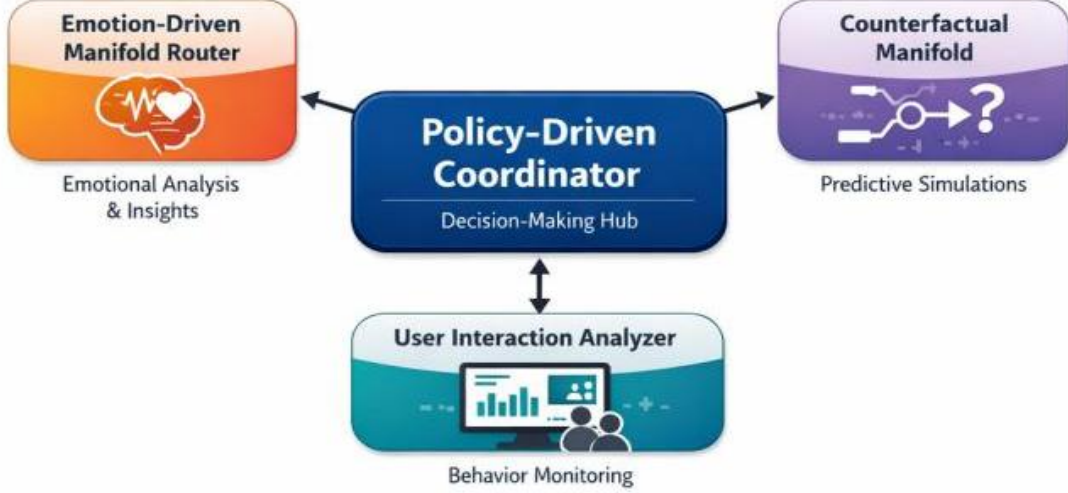 Emotion-Driven
Manifold Router
Emotional Analysis
& Insights
Counterfactual
Manifold
?
Predictive Simulations
Policy-Driven
Coordinator
Decision-Making Hub
User Interaction Analyzer
Behavior Monitoring